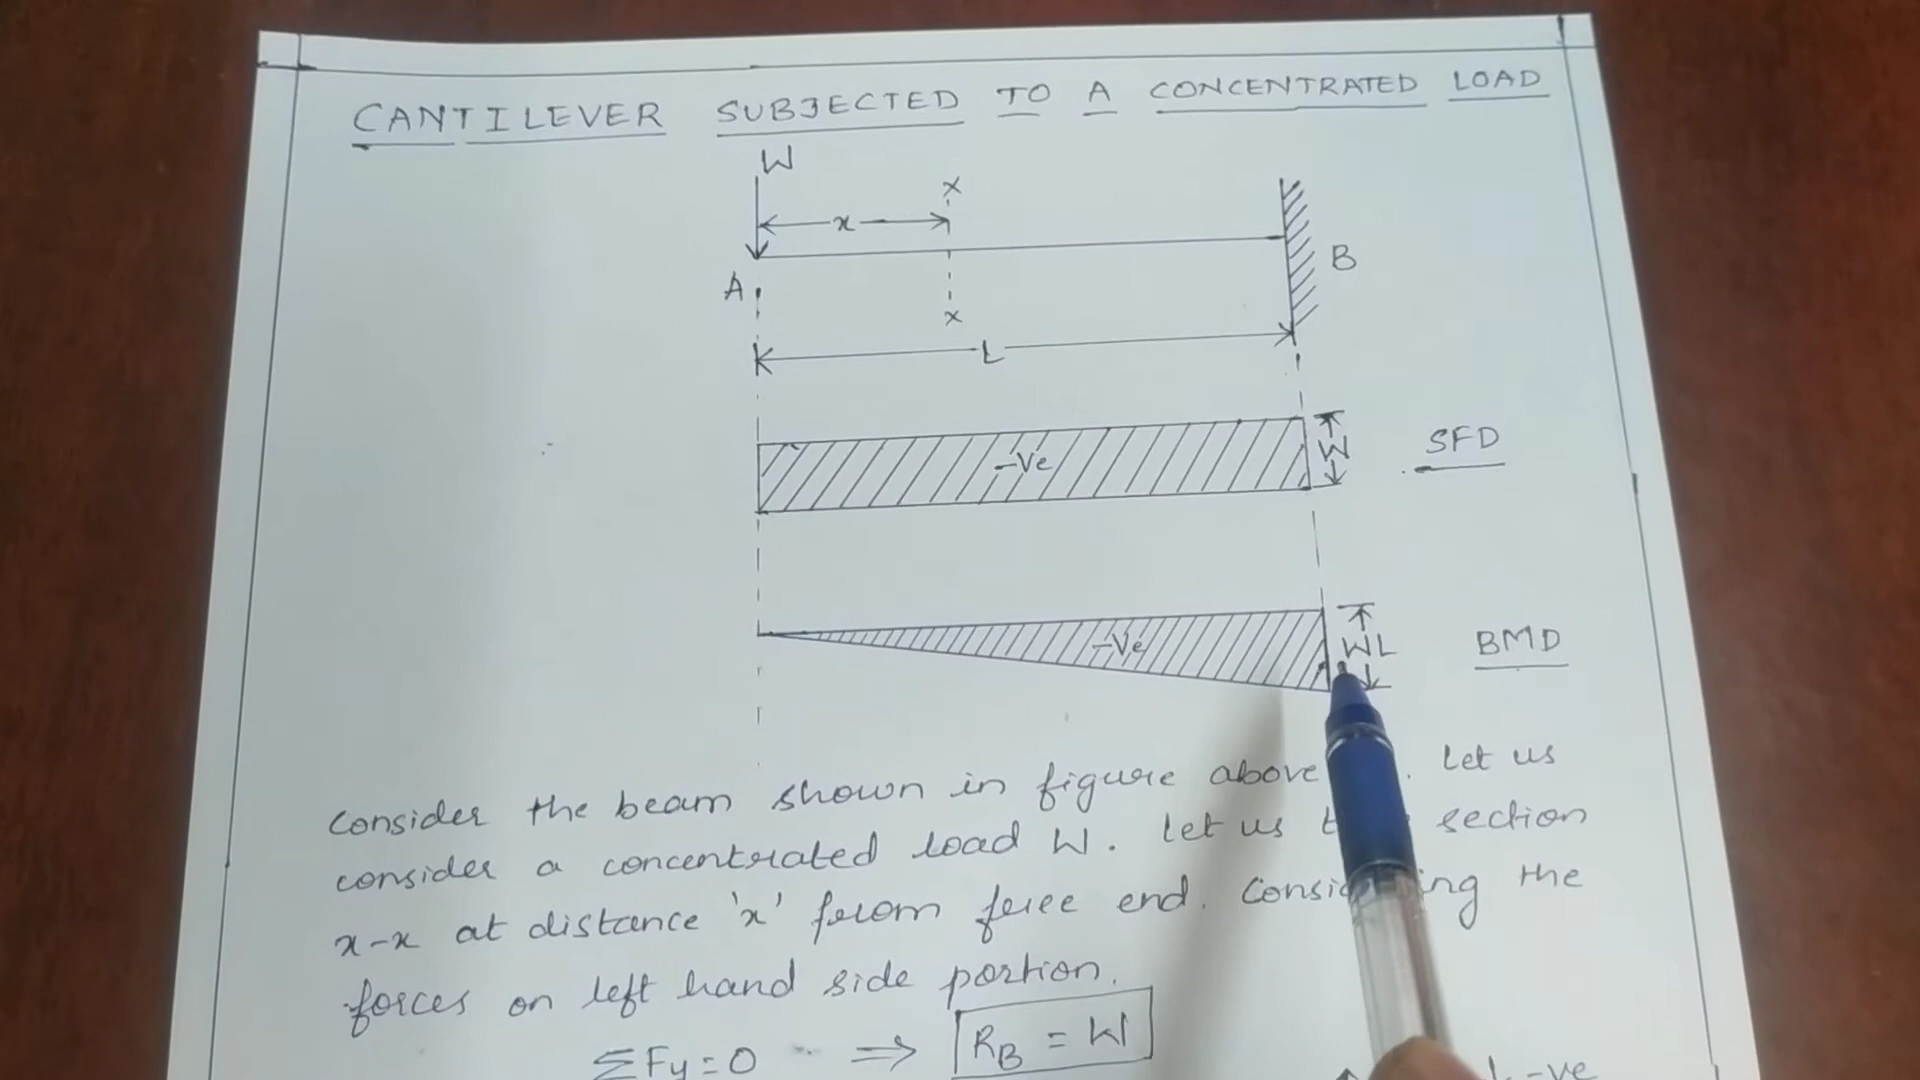 CANTILEVER SUBJECTED TO A CONCENTRATED LOAD
W
x
x
A
B
x
L
-Ve
W
SFD
-Ve
WL
BMD
Consider the beam shown in figure above . Let us
consider a concentrated load W. Let us section
x-x at distance 'x' from free end. Considering the
forces on left hand side portion.
ΣFy=0 ⇒ RB = W
-ve